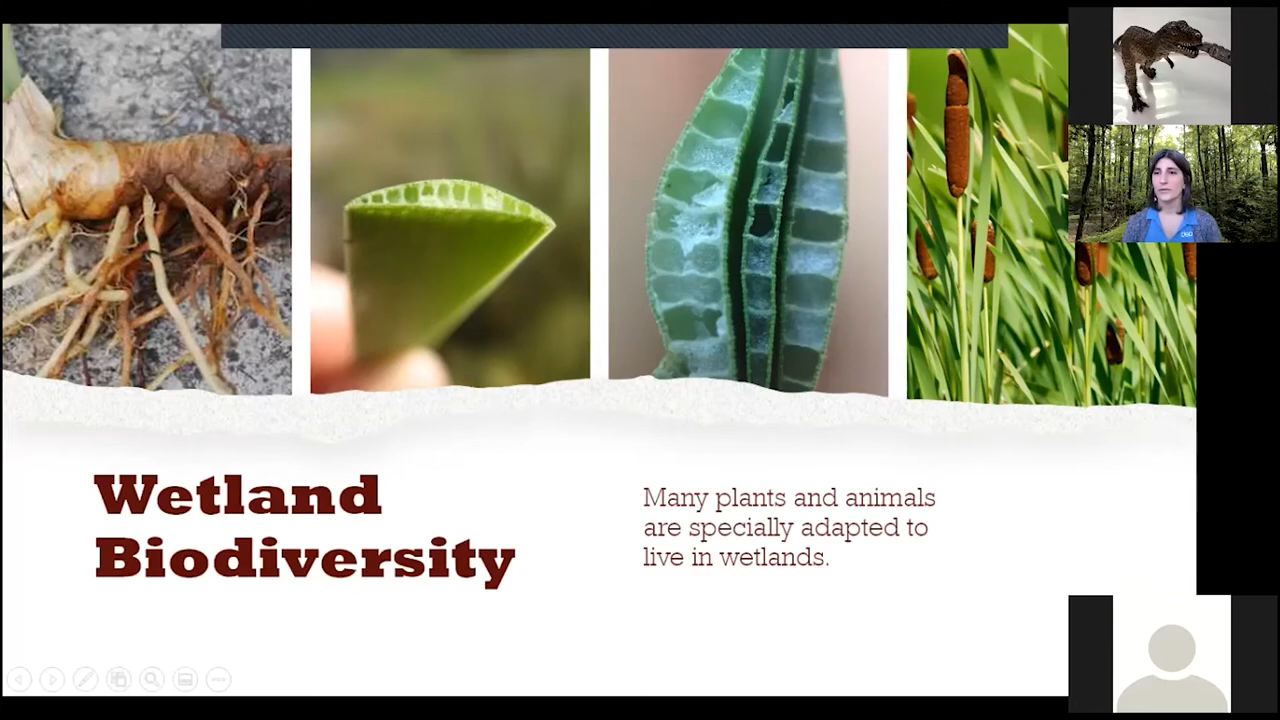 Wetland
Biodiversity
Many plants and animals
are specially adapted to
live in wetlands.